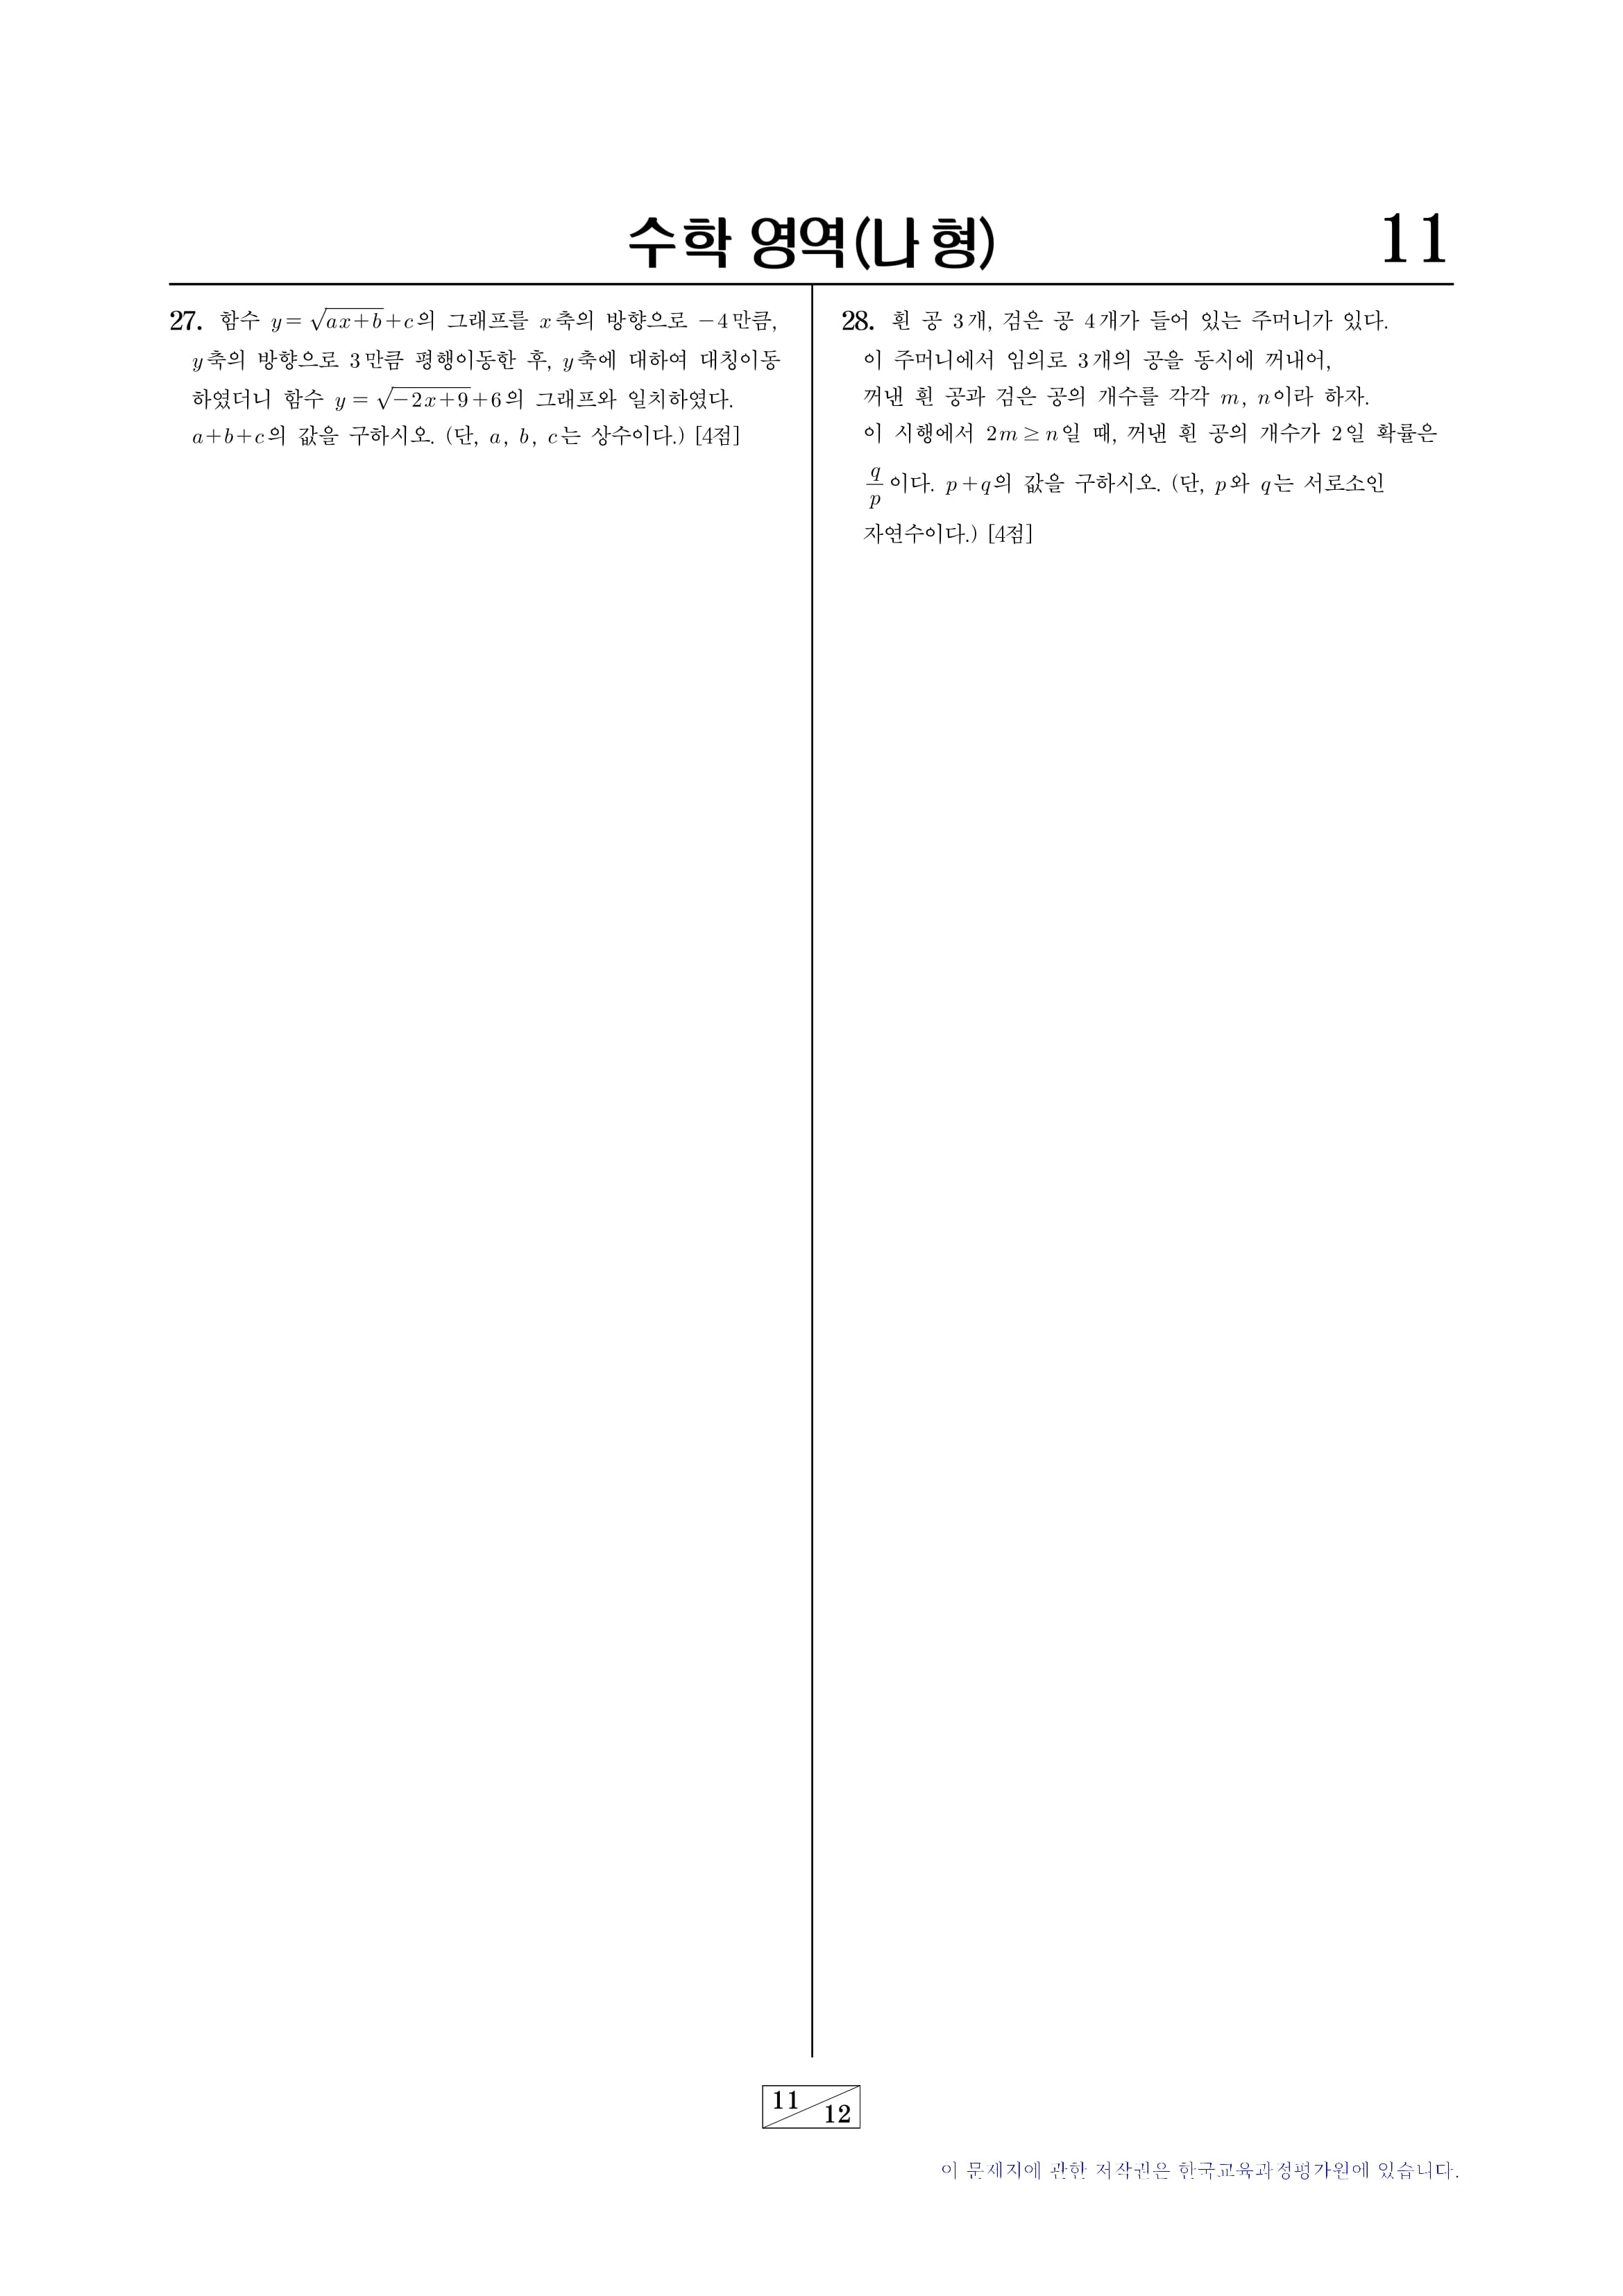 수학 영역(나 형)
11
27. 함수 y = √(ax+b) + c의 그래프를 x축의 방향으로 −4만큼,
y축의 방향으로 3만큼 평행이동한 후, y축에 대하여 대칭이동
하였더니 함수 y = √(−2x+9) + 6의 그래프와 일치하였다.
a+b+c의 값을 구하시오. (단, a, b, c는 상수이다.) [4점]
28. 흰 공 3개, 검은 공 4개가 들어 있는 주머니가 있다.
이 주머니에서 임의로 3개의 공을 동시에 꺼내어,
꺼낸 흰 공과 검은 공의 개수를 각각 m, n이라 하자.
이 시행에서 2m ≥ n일 때, 꺼낸 흰 공의 개수가 2일 확률은
q/p 이다. p+q의 값을 구하시오. (단, p와 q는 서로소인
자연수이다.) [4점]
11
12
이 문제지에 관한 저작권은 한국교육과정평가원에 있습니다.